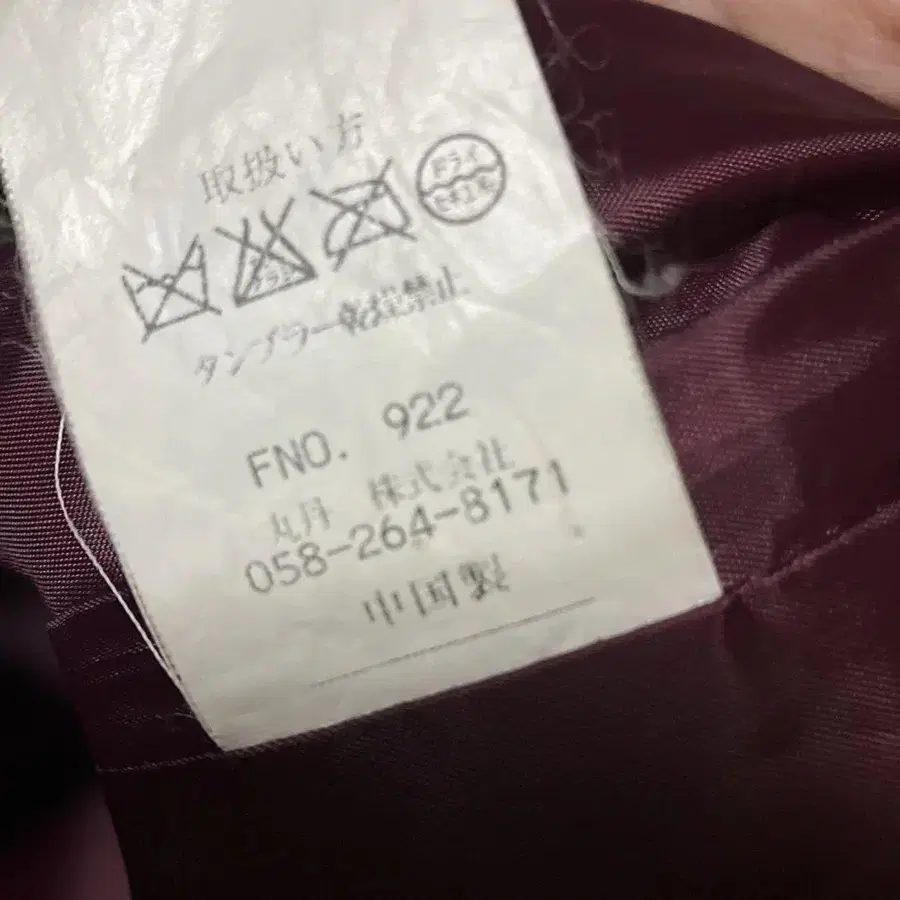 取扱い方
ドライ
セキユ系
タンブラー乾燥禁止
FNO. 922
丸丹 株式会社
058-264-8171
中国製